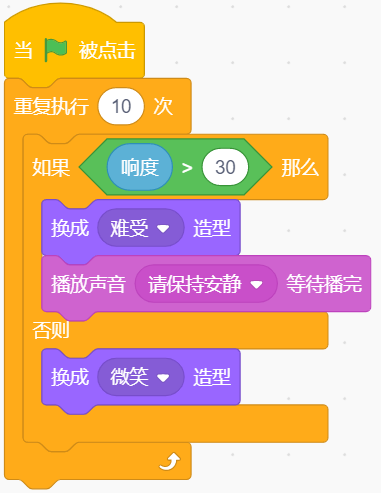 当 被点击
重复执行 10 次
如果 响度 > 30 那么
换成 难受 造型
播放声音 请保持安静 等待播完
否则
换成 微笑 造型